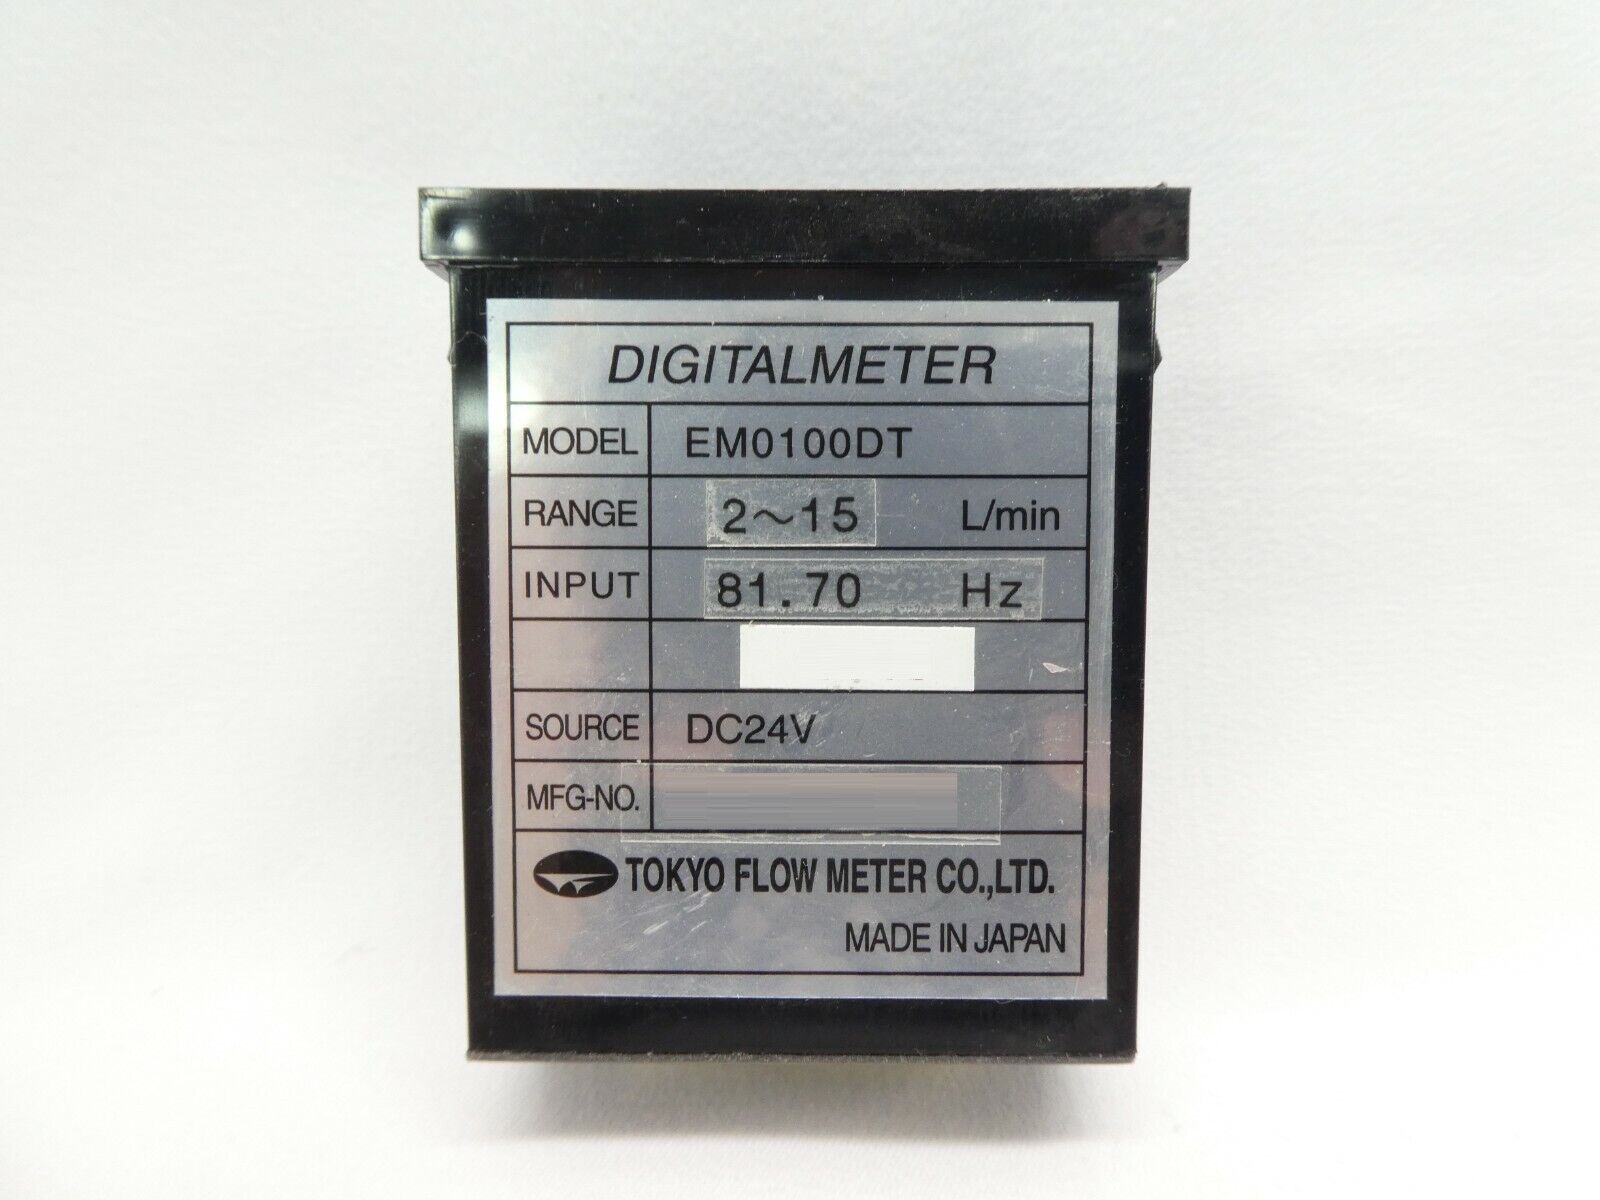 DIGITALMETER
MODEL EM0100DT
RANGE 2~15 L/min
INPUT 81.70 Hz
SOURCE DC24V
MFG-NO.
TOKYO FLOW METER CO.,LTD.
MADE IN JAPAN